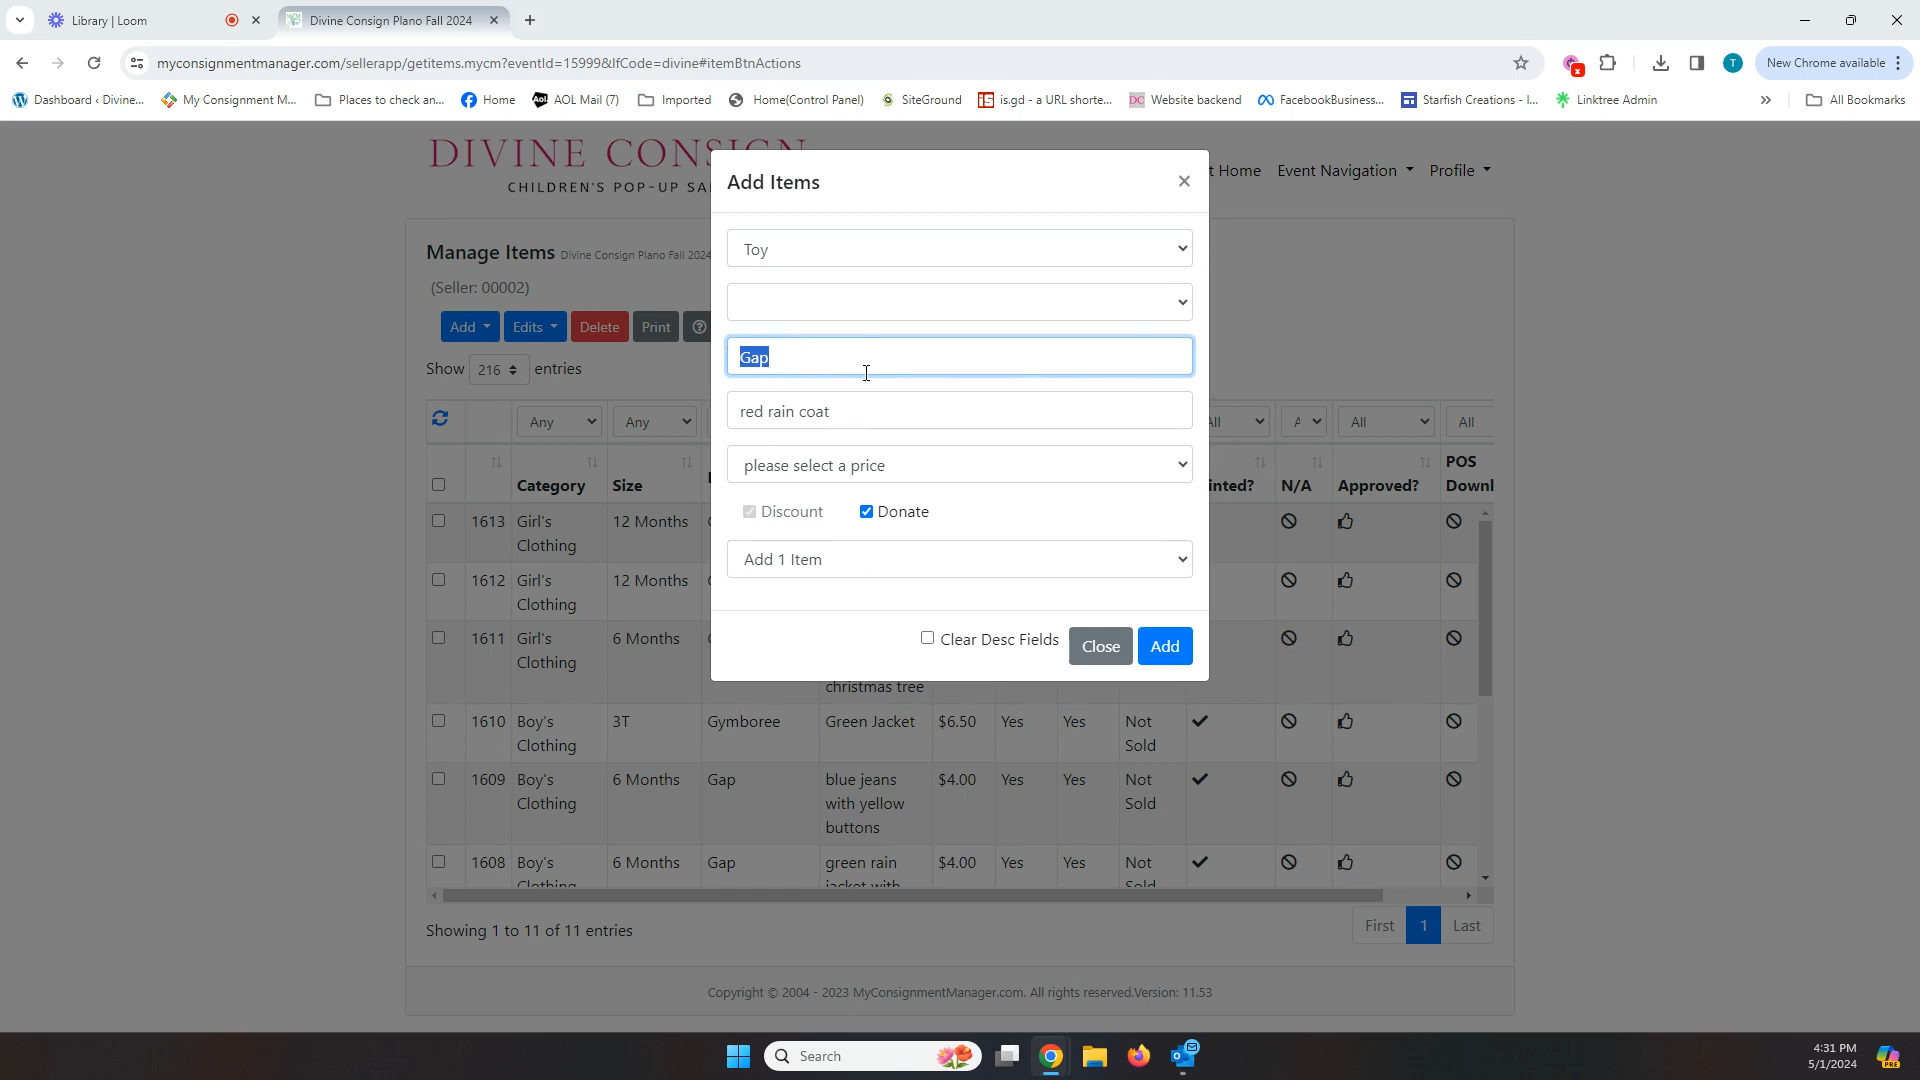 Library | Loom
Divine Consign Plano Fall 2024
myconsignmentmanager.com/sellerapp/getitems.mycm?eventId=15999&lfCode=divine#itemBtnActions
T
New Chrome available
Dashboard ‹ Divine...
My Consignment M...
Places to check an...
Home
AOL Mail (7)
Imported
Home(Control Panel)
SiteGround
is.gd - a URL shorte...
DC Website backend
FacebookBusiness...
Starfish Creations - I...
Linktree Admin
»
All Bookmarks
DIVINE CONSIGN
CHILDREN'S POP-UP SA
t Home
Event Navigation
Profile
Manage Items Divine Consign Plano Fall 2024
(Seller: 00002)
Add
Edits
Delete
Print
Show 216 entries
Any
Any
All
A
All
All
Category
Size
inted?
N/A
Approved?
POS
Downl
1613 Girl's Clothing 12 Months
1612 Girl's Clothing 12 Months
1611 Girl's Clothing 6 Months
christmas tree
1610 Boy's Clothing 3T Gymboree Green Jacket $6.50 Yes Yes Not Sold
1609 Boy's Clothing 6 Months Gap blue jeans with yellow buttons $4.00 Yes Yes Not Sold
1608 Boy's Clothing 6 Months Gap green rain jacket with $4.00 Yes Yes Not Sold
Showing 1 to 11 of 11 entries
First
1
Last
Copyright © 2004 - 2023 MyConsignmentManager.com. All rights reserved.Version: 11.53
Add Items
×
Toy
Gap
red rain coat
please select a price
Discount
Donate
Add 1 Item
Clear Desc Fields
Close
Add
Search
4:31 PM
5/1/2024
PRE